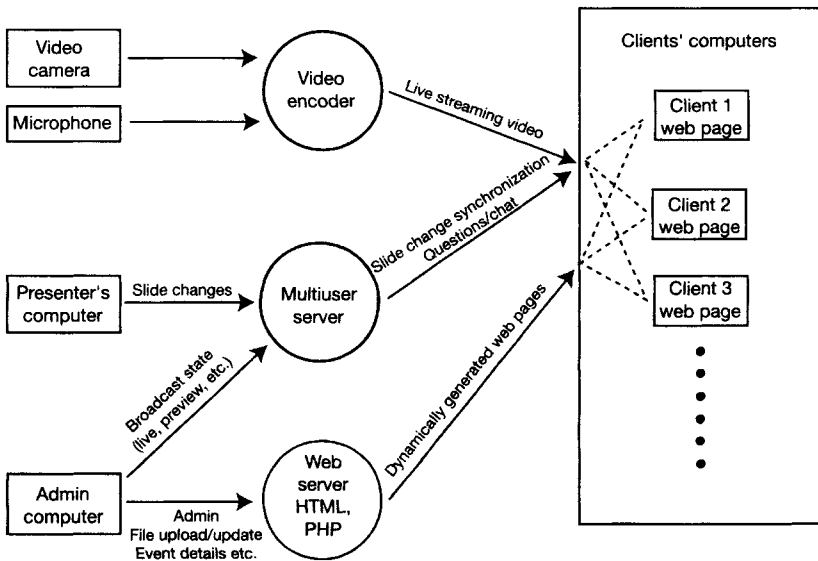 Video
camera
Microphone
Video
encoder
Live streaming video
Clients' computers
Client 1
web page
Client 2
web page
Client 3
web page
Slide change synchronization
Questions/chat
Presenter's
computer
Slide changes
Multiuser
server
Broadcast state
(live, preview, etc.)
Dynamically generated web pages
Admin
computer
Admin
File upload/update
Event details etc.
Web
server
HTML,
PHP